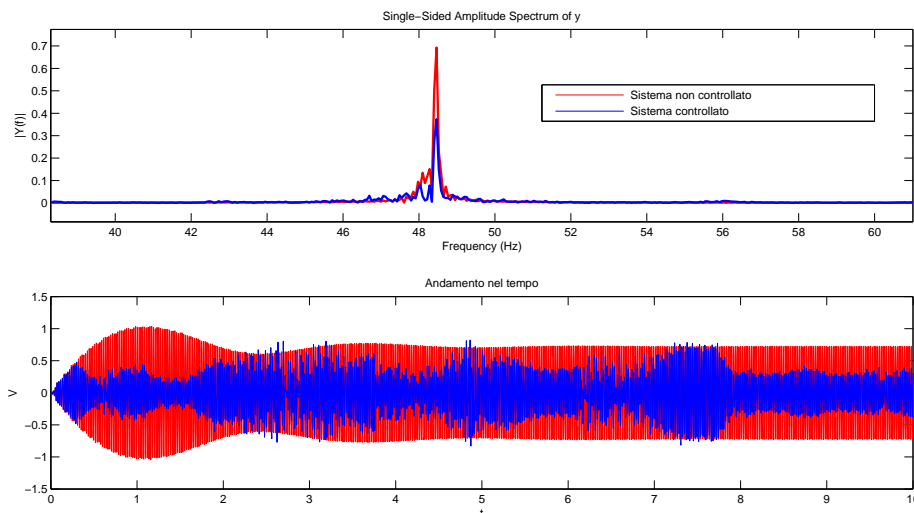 Single−Sided Amplitude Spectrum of y
0.7
0.6
0.5
0.4
0.3
0.2
0.1
0
|Y(f)|
Sistema non controllato
Sistema controllato
40 42 44 46 48 50 52 54 56 58 60
Frequency (Hz)
Andamento nel tempo
1.5
1
0.5
0
−0.5
−1
−1.5
V
0 1 2 3 4 5 6 7 8 9 10